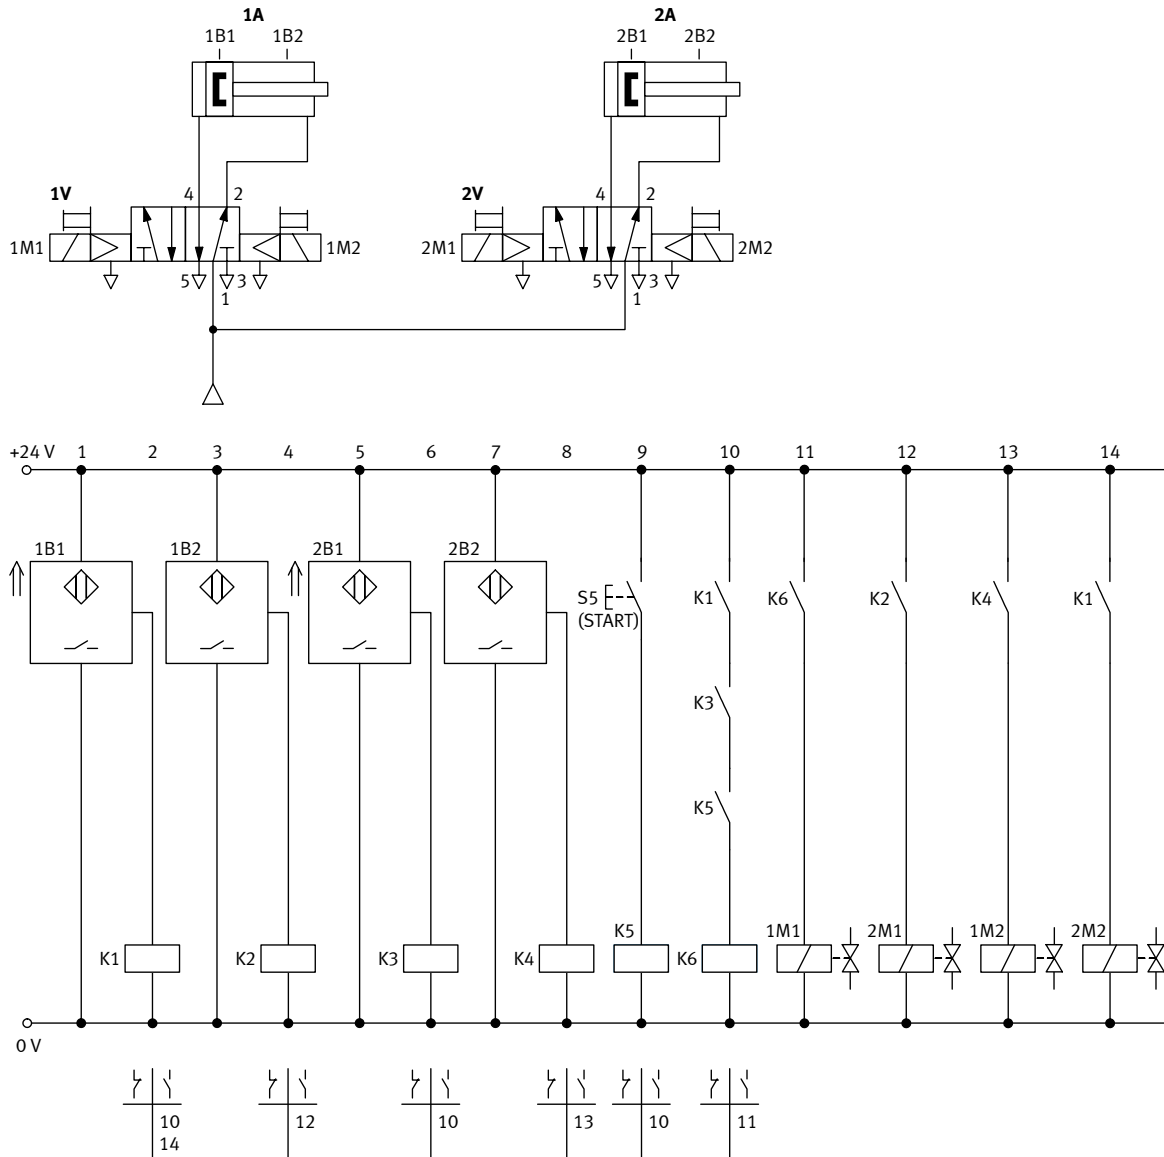 1A 2A
1B1 1B2 2B1 2B2
1V 4 2 2V 4 2
1M1 1M2 2M1 2M2
5 3 5 3
1 1
+24 V 1 2 3 4 5 6 7 8 9 10 11 12 13 14
1B1 1B2 2B1 2B2
S5 K1 K6 K2 K4 K1
(START)
K3
K5
K5 1M1 2M1 1M2 2M2
K1 K2 K3 K4 K6
0 V
10 12 10 13 10 11
14